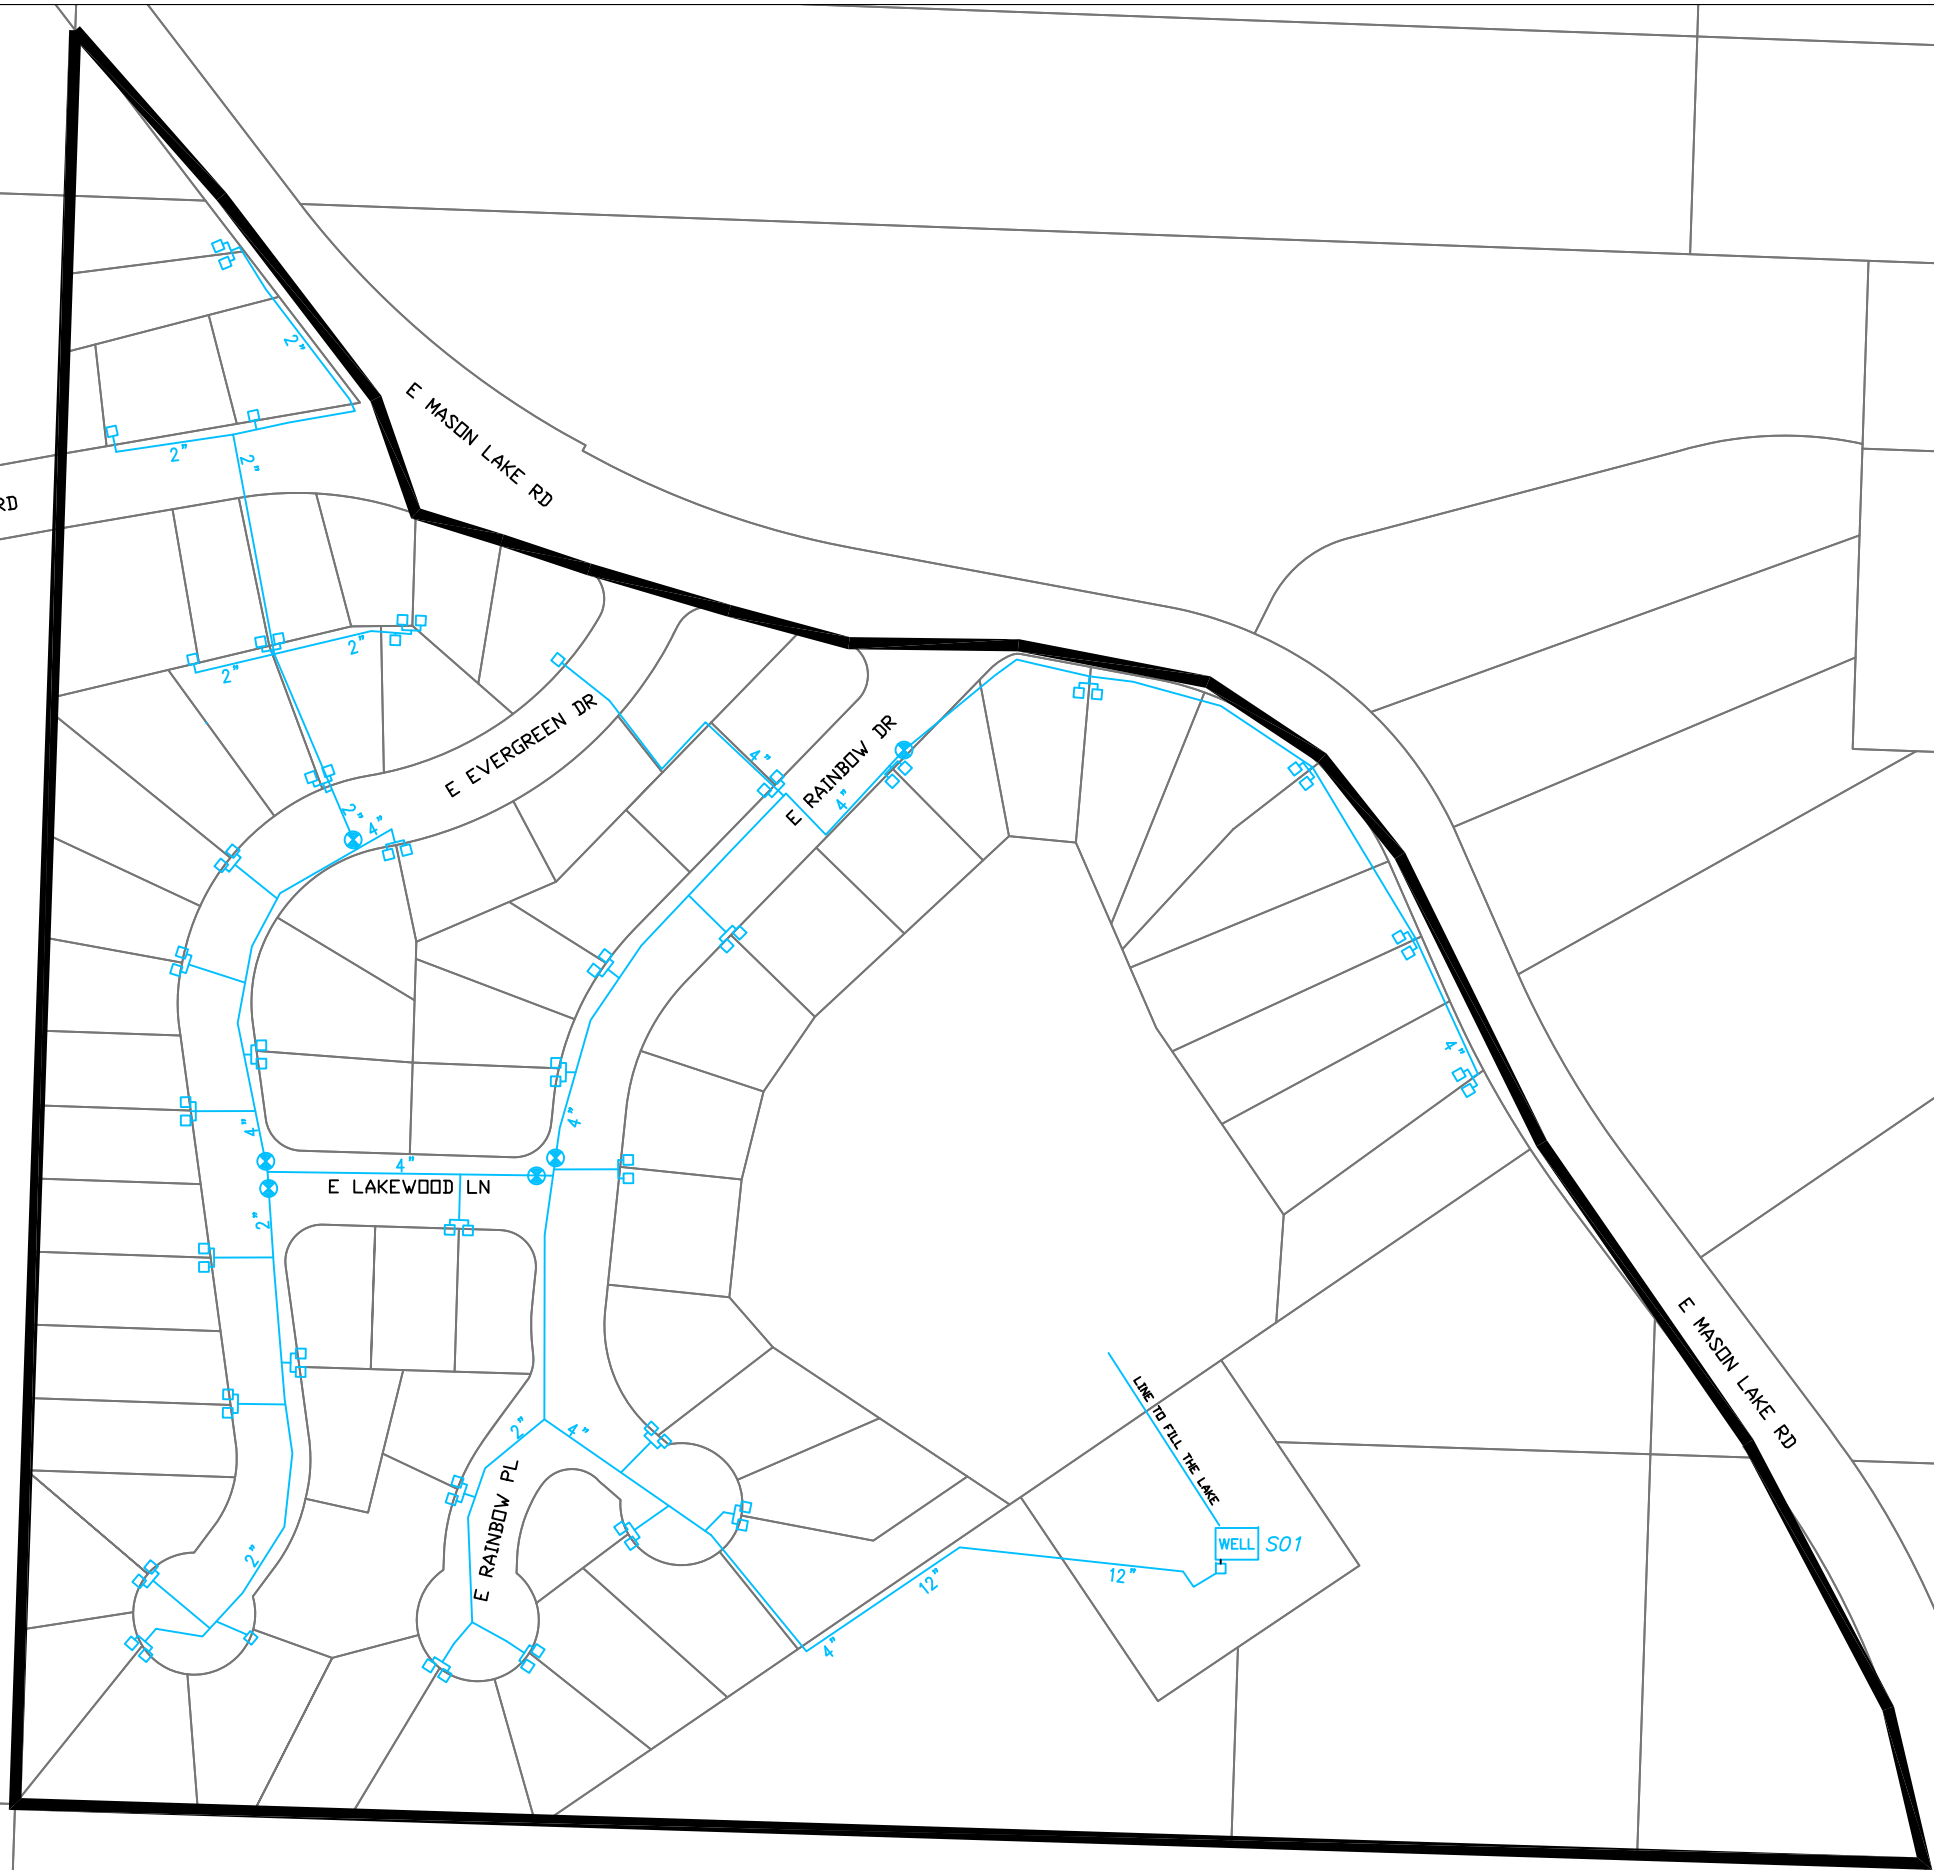 2"
E MASON LAKE RD
2"
2"
RD
2"
2"
E EVERGREEN DR
4"
E RAINBOW DR
4"
2"
4"
4"
4"
4"
4"
E LAKEWOOD LN
2"
E MASON LAKE RD
LINE TO FILL THE LAKE
2"
4"
E RAINBOW PL
WELL
S01
2"
12"
12"
4"